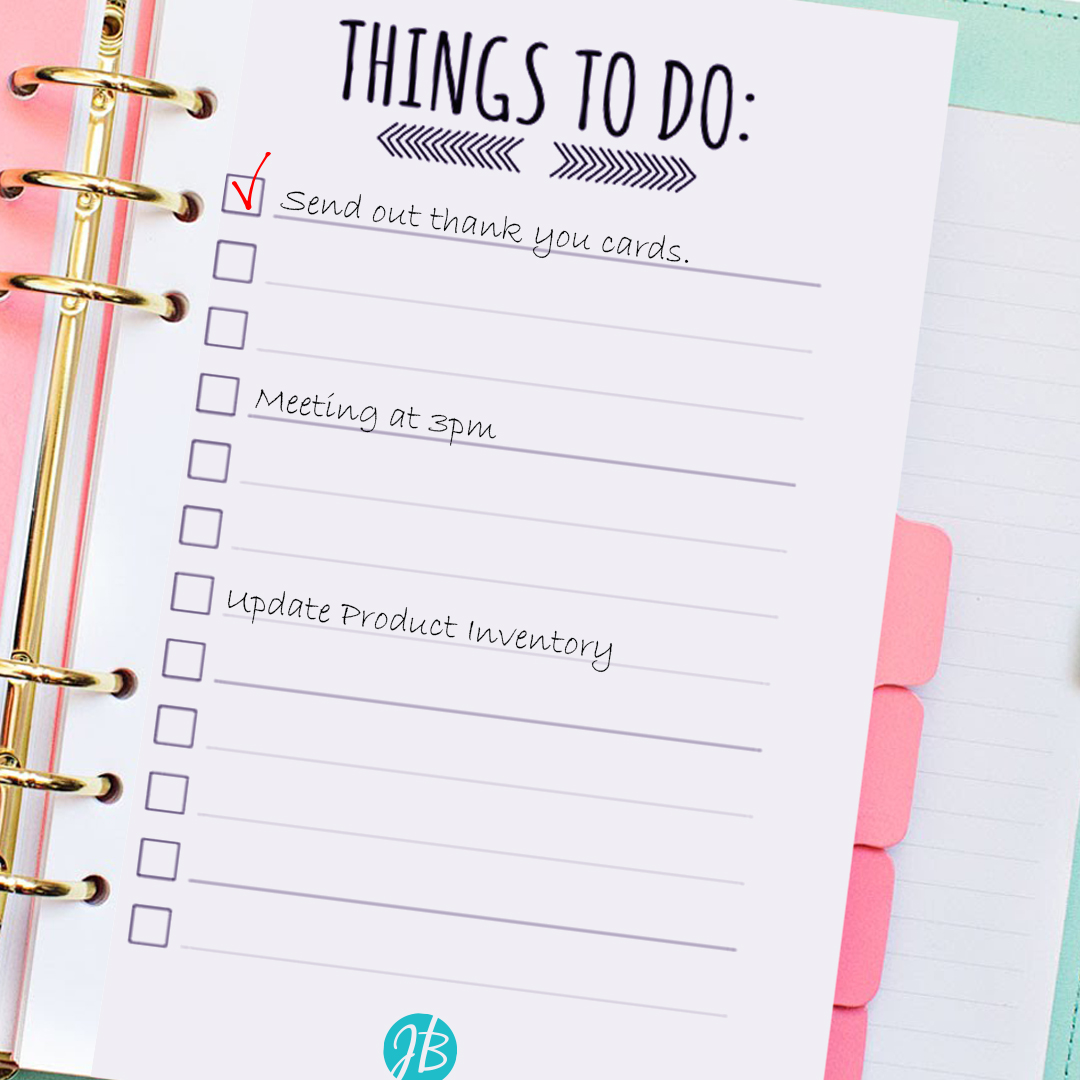 THINGS TO DO:
Send out thank you cards.
Meeting at 3pm
Update Product Inventory
JB